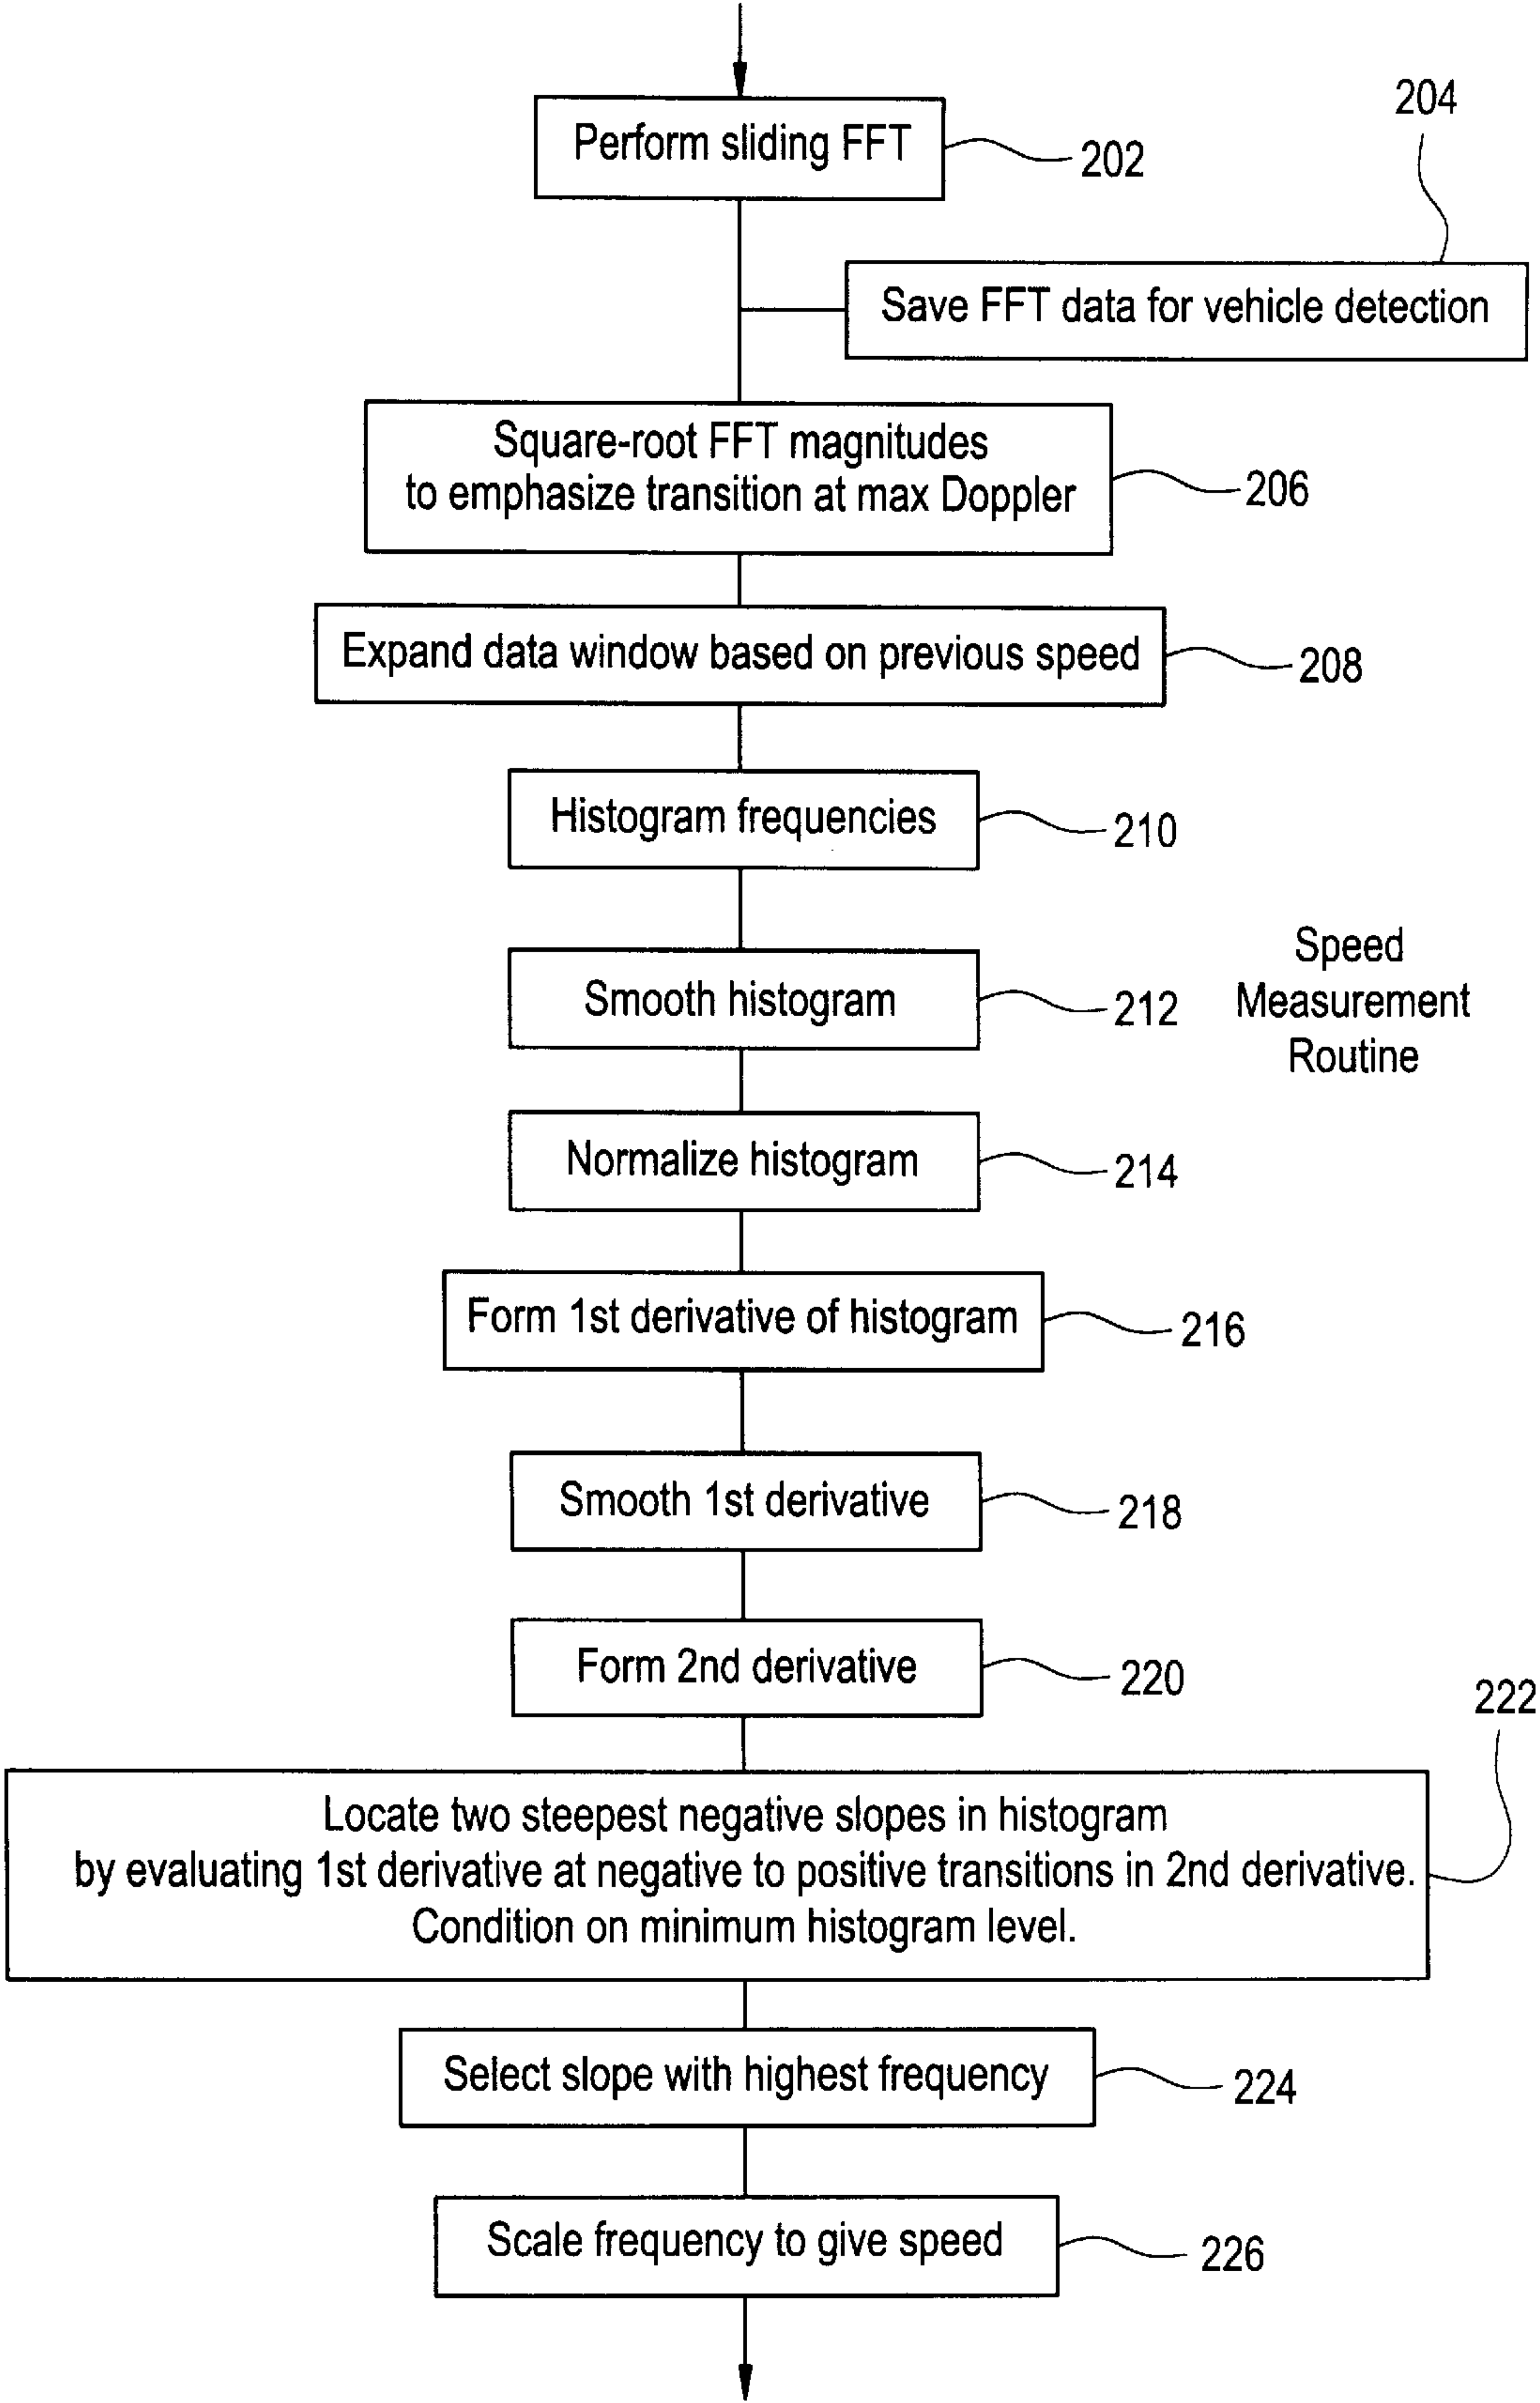 Perform sliding FFT
202
204
Save FFT data for vehicle detection
Square-root FFT magnitudes
to emphasize transition at max Doppler
206
Expand data window based on previous speed
208
Histogram frequencies
210
Smooth histogram
212
Speed
Measurement
Routine
Normalize histogram
214
Form 1st derivative of histogram
216
Smooth 1st derivative
218
Form 2nd derivative
220
222
Locate two steepest negative slopes in histogram
by evaluating 1st derivative at negative to positive transitions in 2nd derivative.
Condition on minimum histogram level.
Select slope with highest frequency
224
Scale frequency to give speed
226